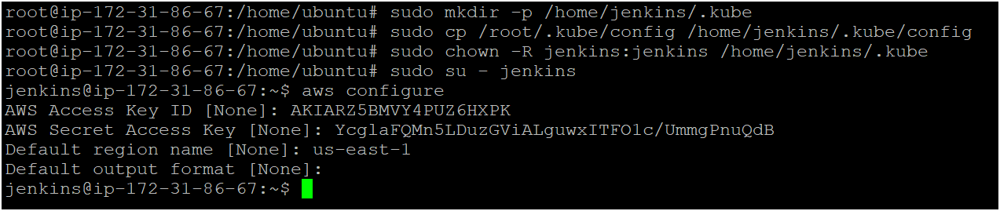 root@ip-172-31-86-67:/home/ubuntu# sudo mkdir -p /home/jenkins/.kube
root@ip-172-31-86-67:/home/ubuntu# sudo cp /root/.kube/config /home/jenkins/.kube/config
root@ip-172-31-86-67:/home/ubuntu# sudo chown -R jenkins:jenkins /home/jenkins/.kube
root@ip-172-31-86-67:/home/ubuntu# sudo su - jenkins
jenkins@ip-172-31-86-67:~$ aws configure
AWS Access Key ID [None]: AKIARZ5BMVY4PUZ6HXPK
AWS Secret Access Key [None]: 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
Default region name [None]: us-east-1
Default output format [None]:
jenkins@ip-172-31-86-67:~$